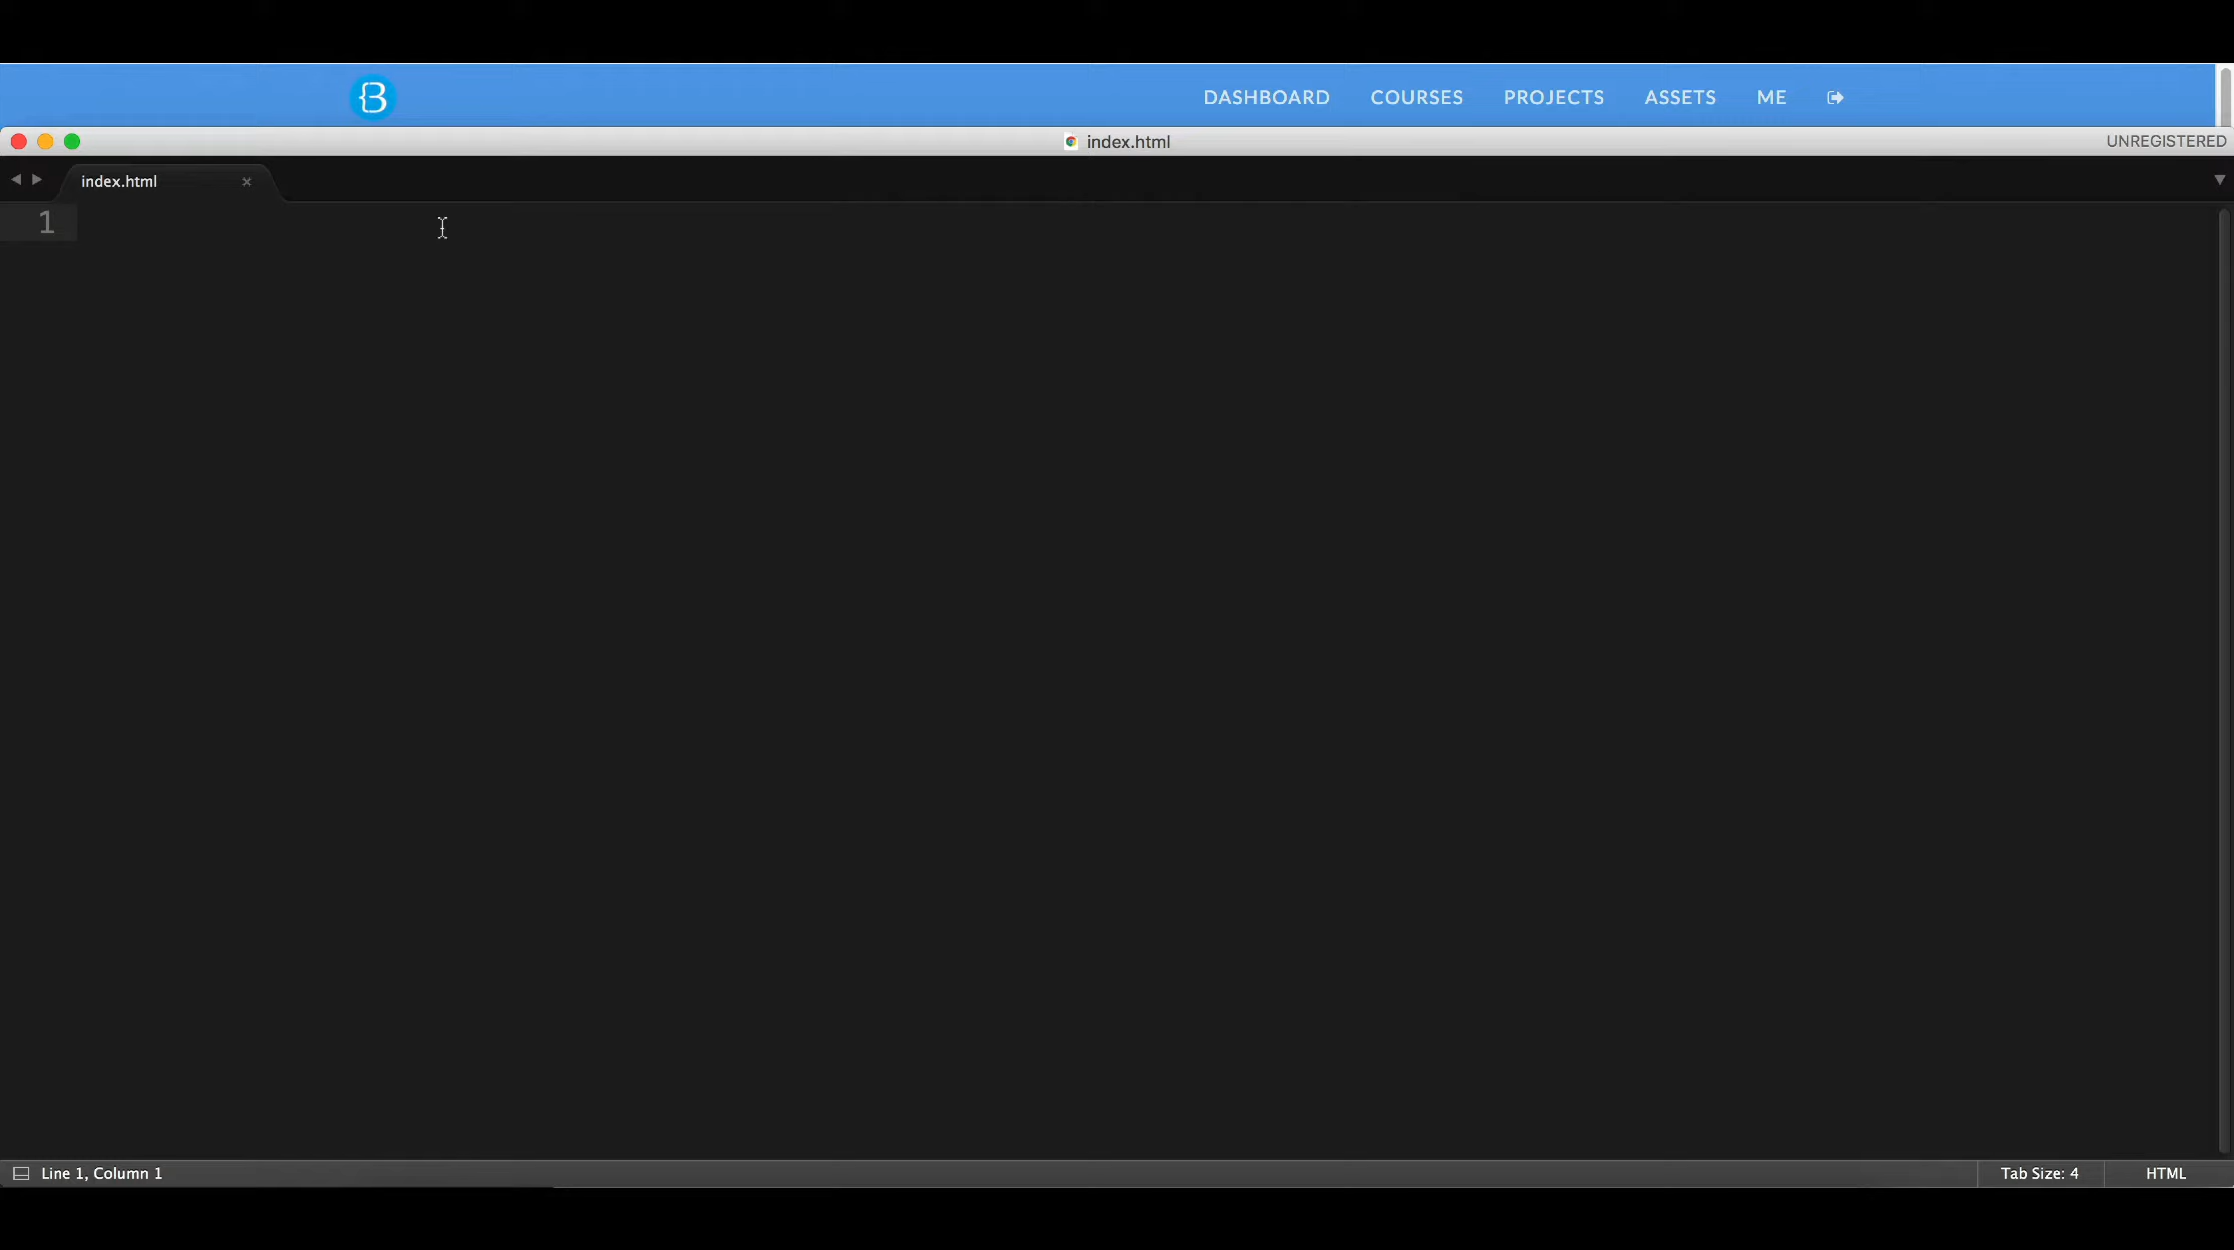 B DASHBOARD COURSES PROJECTS ASSETS ME
index.html UNREGISTERED
index.html ×
1
Line 1, Column 1 Tab Size: 4 HTML